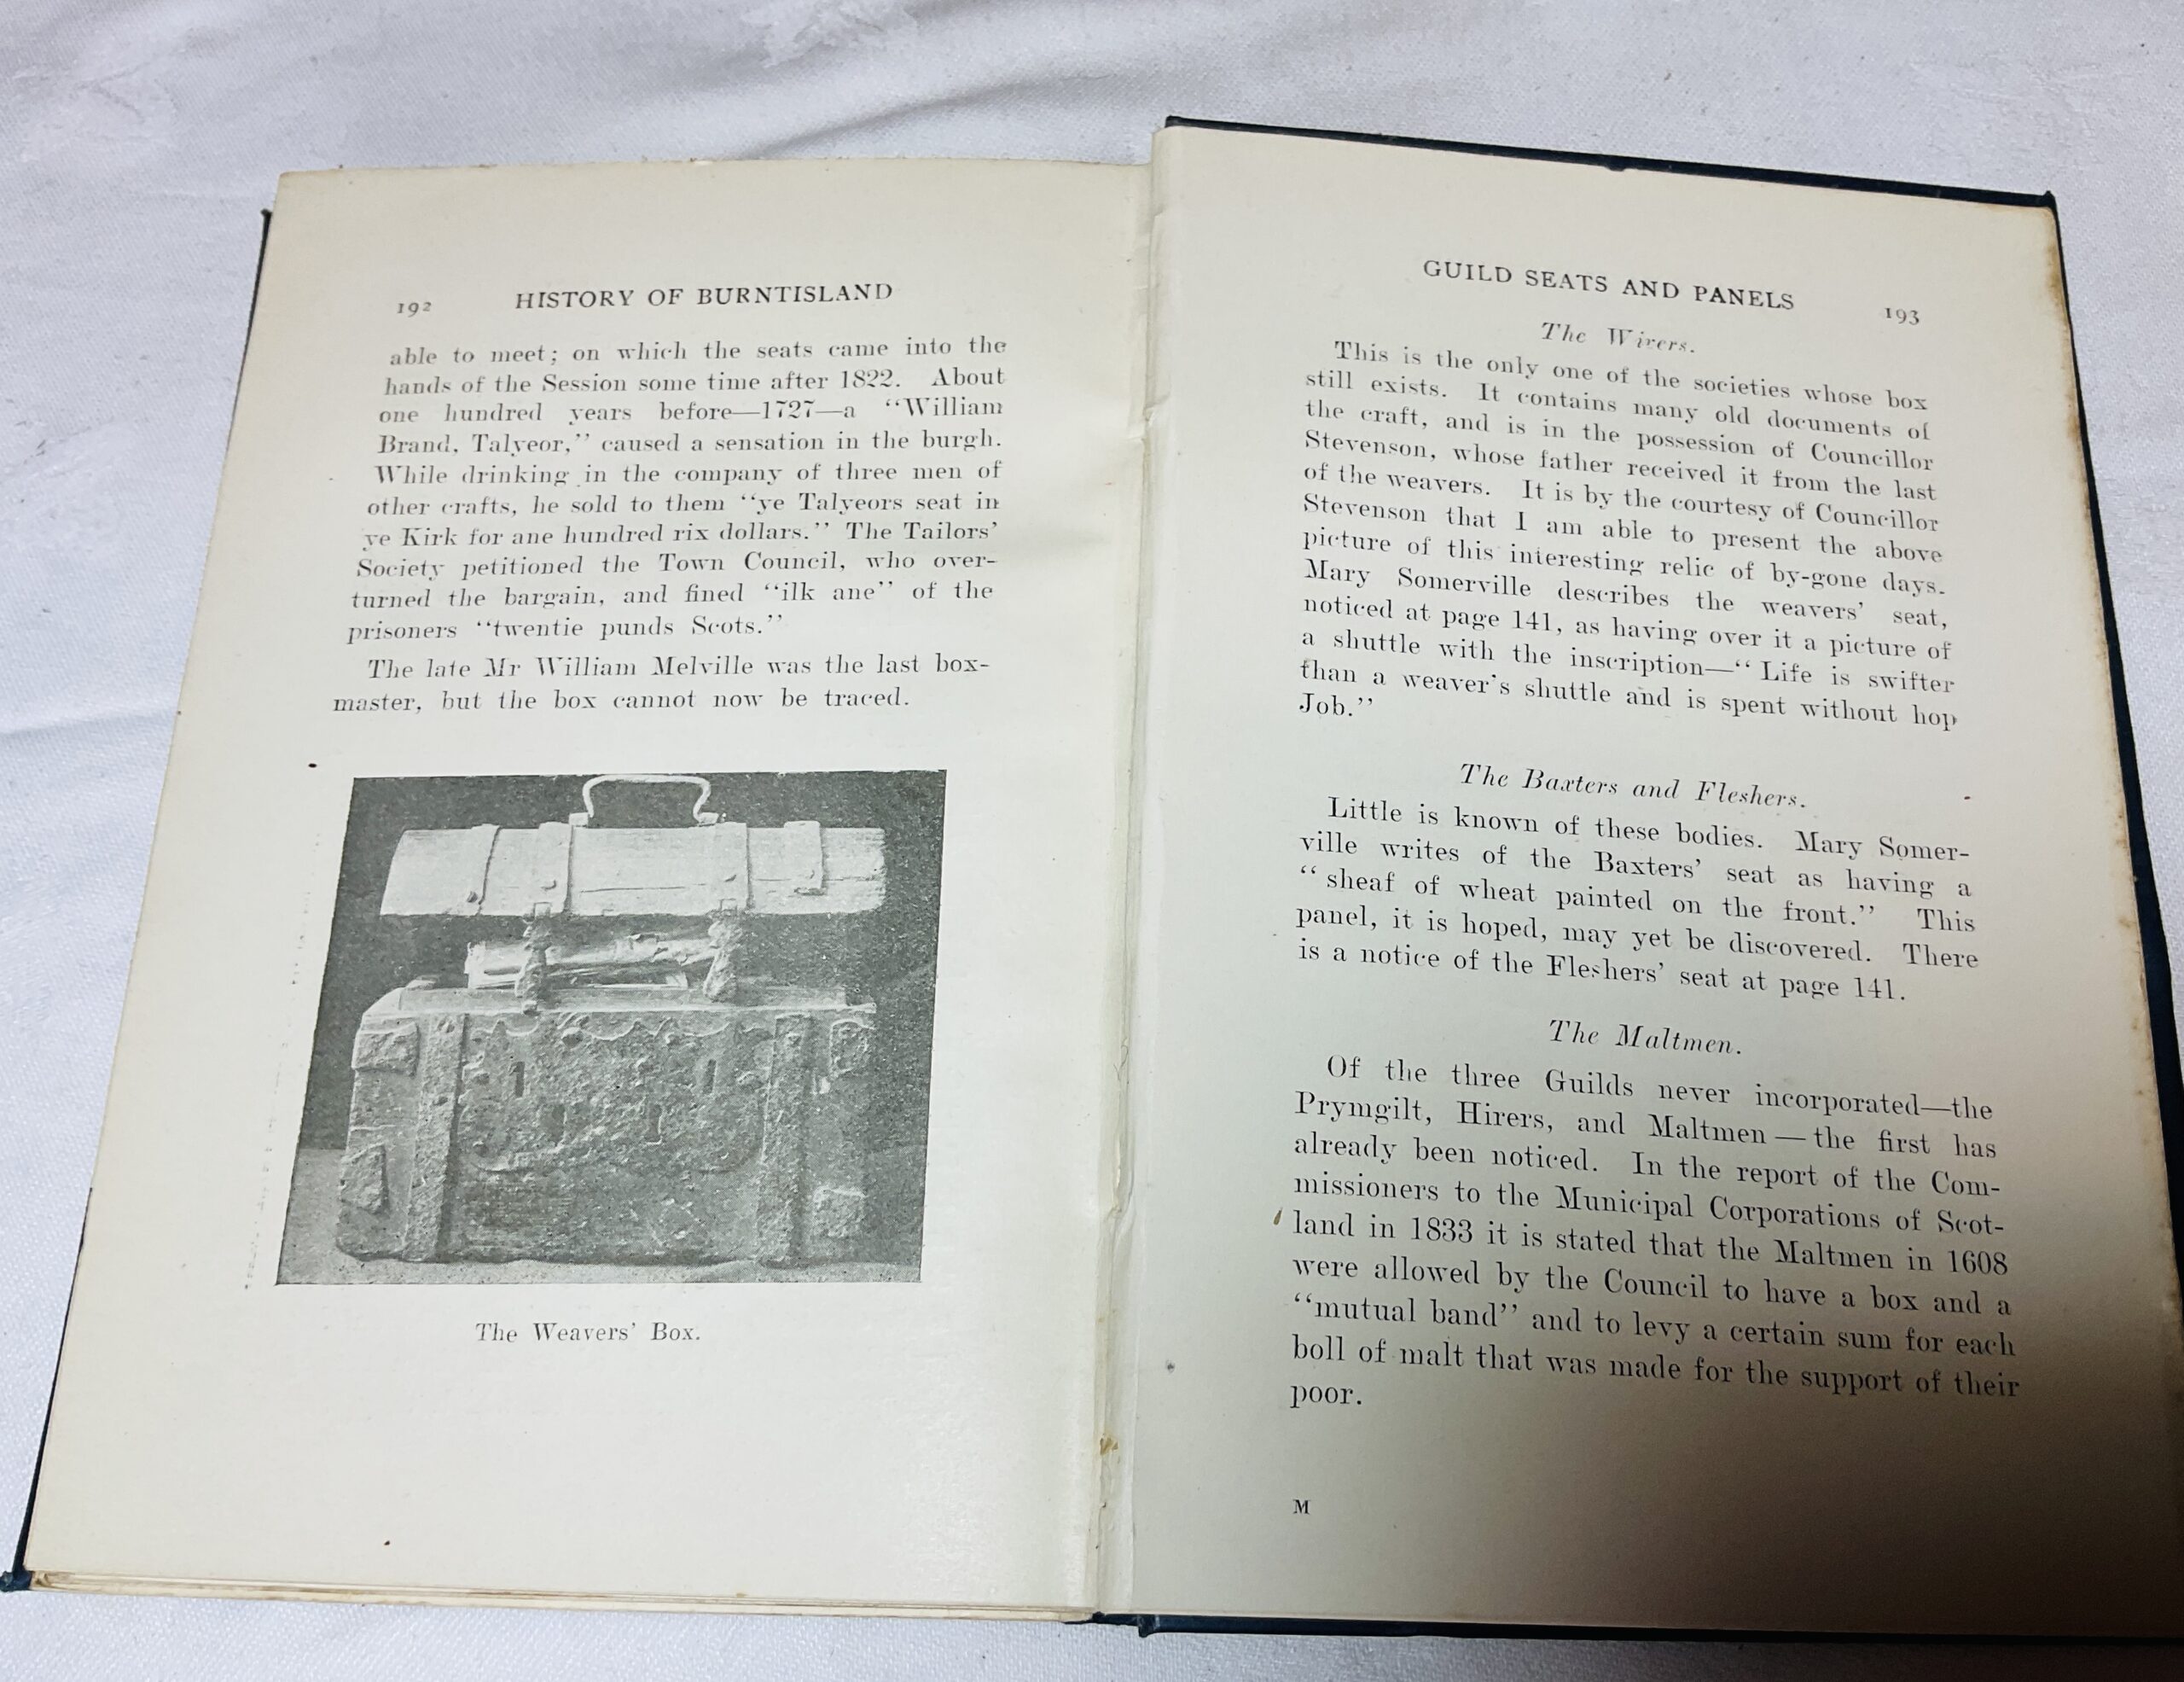 192 HISTORY OF BURNTISLAND
able to meet; on which the seats came into the
hands of the Session some time after 1822. About
one hundred years before—1727—a “William
Brand, Talyeor,” caused a sensation in the burgh.
While drinking in the company of three men of
other crafts, he sold to them “ye Talyeors seat in
ye Kirk for ane hundred rix dollars.” The Tailors’
Society petitioned the Town Council, who over-
turned the bargain, and fined “ilk ane” of the
prisoners “twentie punds Scots.”
The late Mr William Melville was the last box-
master, but the box cannot now be traced.
The Weavers’ Box.
GUILD SEATS AND PANELS 193
The Wirers.
This is the only one of the societies whose box
still exists. It contains many old documents of
the craft, and is in the possession of Councillor
Stevenson, whose father received it from the last
of the weavers. It is by the courtesy of Councillor
Stevenson that I am able to present the above
picture of this interesting relic of by-gone days.
Mary Somerville describes the weavers’ seat,
noticed at page 141, as having over it a picture of
a shuttle with the inscription—“ Life is swifter
than a weaver’s shuttle and is spent without hop
Job.”
The Baxters and Fleshers.
Little is known of these bodies. Mary Somer-
ville writes of the Baxters’ seat as having a
“ sheaf of wheat painted on the front.” This
panel, it is hoped, may yet be discovered. There
is a notice of the Fleshers’ seat at page 141.
The Maltmen.
Of the three Guilds never incorporated—the
Prymgilt, Hirers, and Maltmen — the first has
already been noticed. In the report of the Com-
missioners to the Municipal Corporations of Scot-
land in 1833 it is stated that the Maltmen in 1608
were allowed by the Council to have a box and a
“mutual band” and to levy a certain sum for each
boll of malt that was made for the support of their
poor.
M